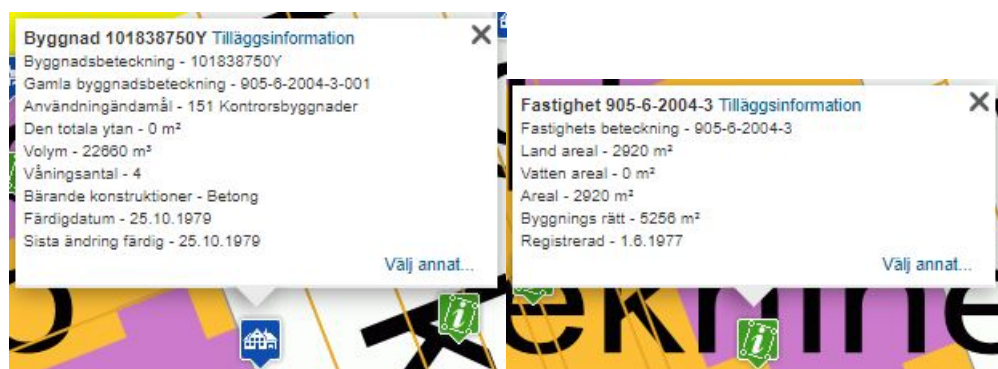 Byggnad 101838750Y Tilläggsinformation
Byggnadsbeteckning - 101838750Y
Gamla byggnadsbeteckning - 905-6-2004-3-001
Användningändamål - 151 Kontrorsbyggnader
Den totala ytan - 0 m²
Volym - 22660 m³
Våningsantal - 4
Bärande konstruktioner - Betong
Färdigdatum - 25.10.1979
Sista ändring färdig - 25.10.1979
Välj annat...
Fastighet 905-6-2004-3 Tilläggsinformation
Fastighets beteckning - 905-6-2004-3
Land areal - 2920 m²
Vatten areal - 0 m²
Areal - 2920 m²
Byggnings rätt - 5256 m²
Registrerad - 1.6.1977
Välj annat...